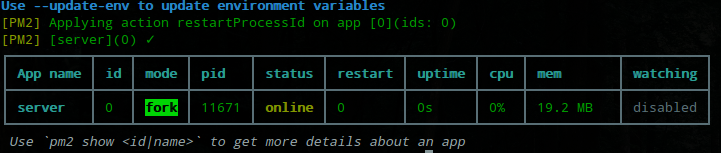 Use --update-env to update environment variables
[PM2] Applying action restartProcessId on app [0](ids: 0)
[PM2] [server](0) ✓
App name id mode pid status restart uptime cpu mem watching
server 0 fork 11671 online 0 0s 0% 19.2 MB disabled
Use `pm2 show <id|name>` to get more details about an app